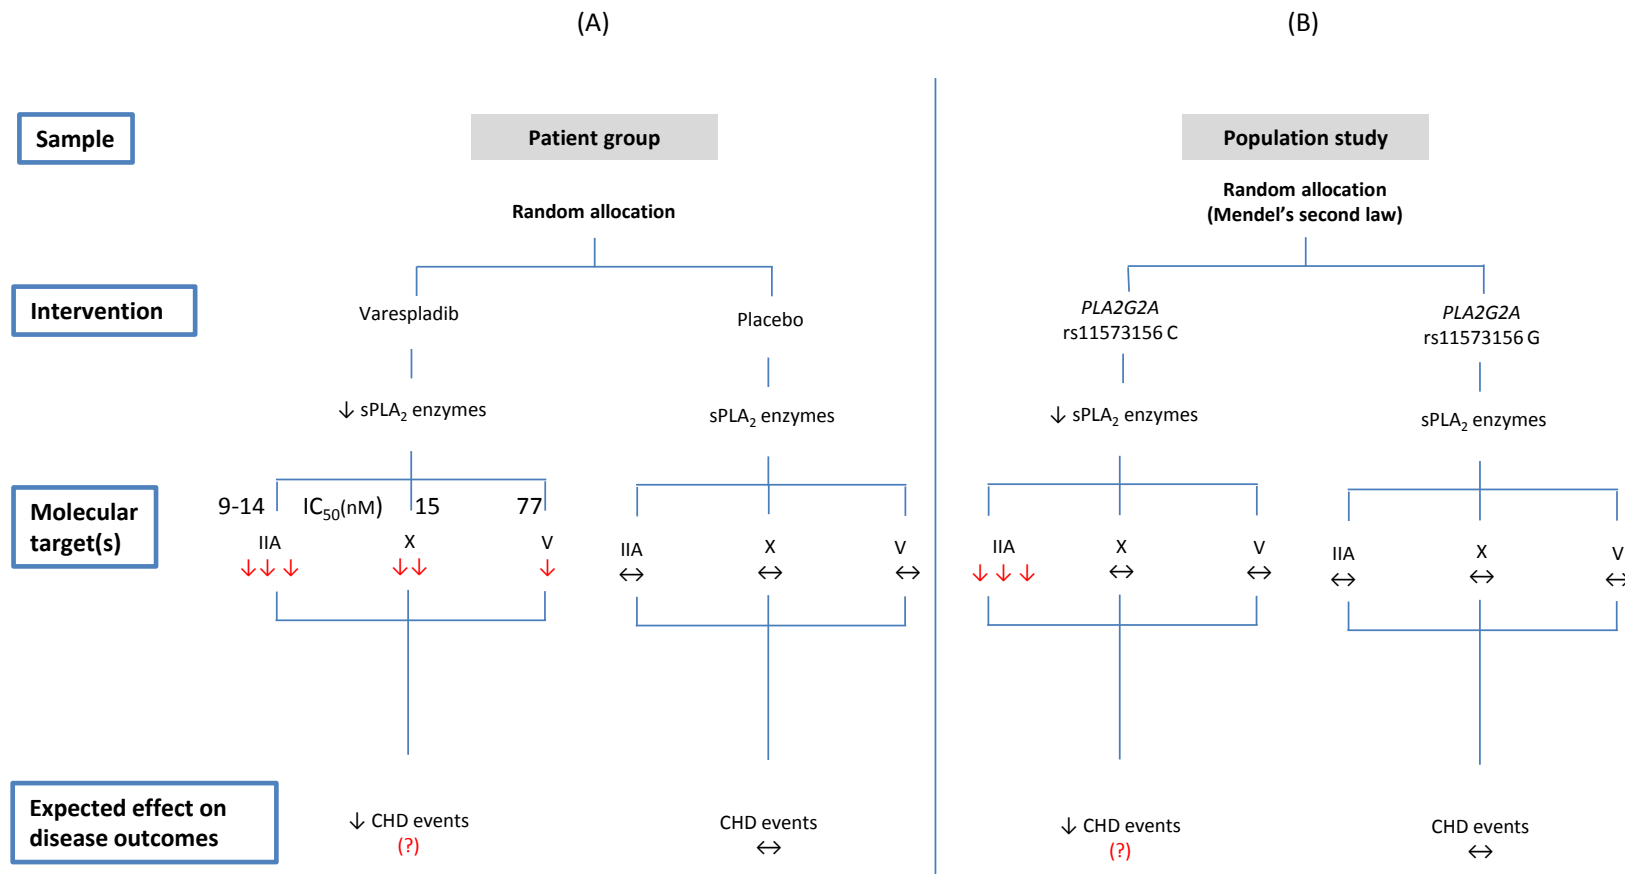 (A)
(B)
Sample
Patient group
Population study
Random allocation
Random allocation
(Mendel's second law)
Intervention
Varespladib
Placebo
PLA2G2A
rs11573156 C
PLA2G2A
rs11573156 G
↓ sPLA₂ enzymes
sPLA₂ enzymes
↓ sPLA₂ enzymes
sPLA₂ enzymes
Molecular
target(s)
9-14 IC₅₀(nM) 15 77
IIA X V
↓↓ ↓ ↓↓ ↓
IIA X V
↔ ↔ ↔
IIA X V
↓ ↓ ↓ ↔ ↔
IIA X V
↔ ↔ ↔
Expected effect on
disease outcomes
↓ CHD events
(?)
CHD events
↔
↓ CHD events
(?)
CHD events
↔